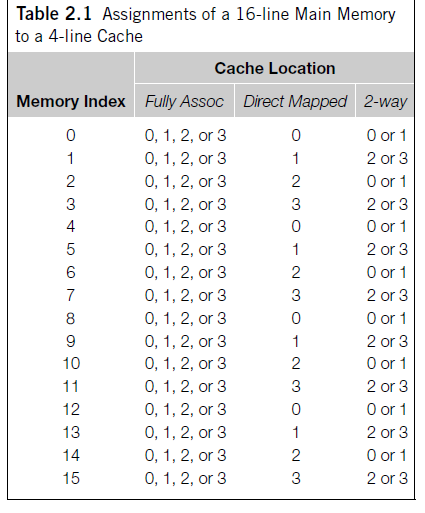 Table 2.1 Assignments of a 16-line Main Memory
to a 4-line Cache
Cache Location
Memory Index Fully Assoc Direct Mapped 2-way
0 0, 1, 2, or 3 0 0 or 1
1 0, 1, 2, or 3 1 2 or 3
2 0, 1, 2, or 3 2 0 or 1
3 0, 1, 2, or 3 3 2 or 3
4 0, 1, 2, or 3 0 0 or 1
5 0, 1, 2, or 3 1 2 or 3
6 0, 1, 2, or 3 2 0 or 1
7 0, 1, 2, or 3 3 2 or 3
8 0, 1, 2, or 3 0 0 or 1
9 0, 1, 2, or 3 1 2 or 3
10 0, 1, 2, or 3 2 0 or 1
11 0, 1, 2, or 3 3 2 or 3
12 0, 1, 2, or 3 0 0 or 1
13 0, 1, 2, or 3 1 2 or 3
14 0, 1, 2, or 3 2 0 or 1
15 0, 1, 2, or 3 3 2 or 3